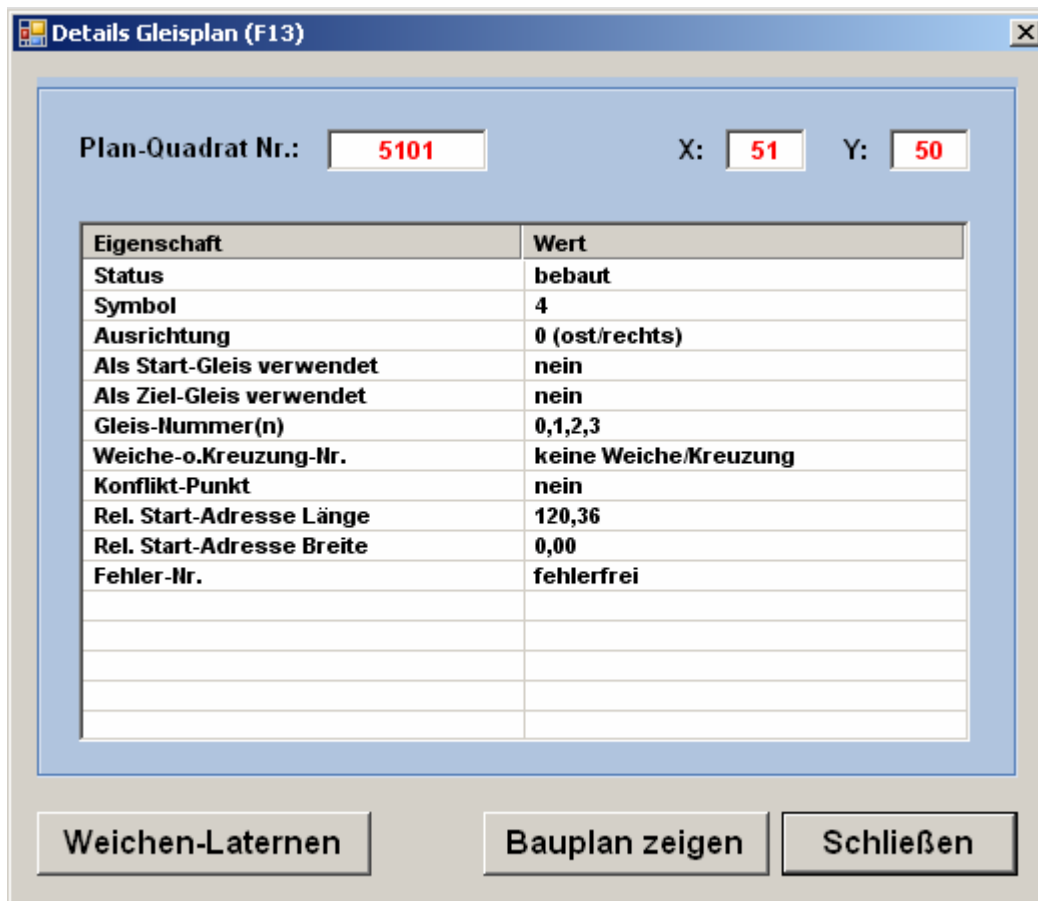 Details Gleisplan (F13)
Plan-Quadrat Nr.: 5101 X: 51 Y: 50
Eigenschaft Wert
Status bebaut
Symbol 4
Ausrichtung 0 (ost/rechts)
Als Start-Gleis verwendet nein
Als Ziel-Gleis verwendet nein
Gleis-Nummer(n) 0,1,2,3
Weiche-o.Kreuzung-Nr. keine Weiche/Kreuzung
Konflikt-Punkt nein
Rel. Start-Adresse Länge 120,36
Rel. Start-Adresse Breite 0,00
Fehler-Nr. fehlerfrei
Weichen-Laternen Bauplan zeigen Schließen